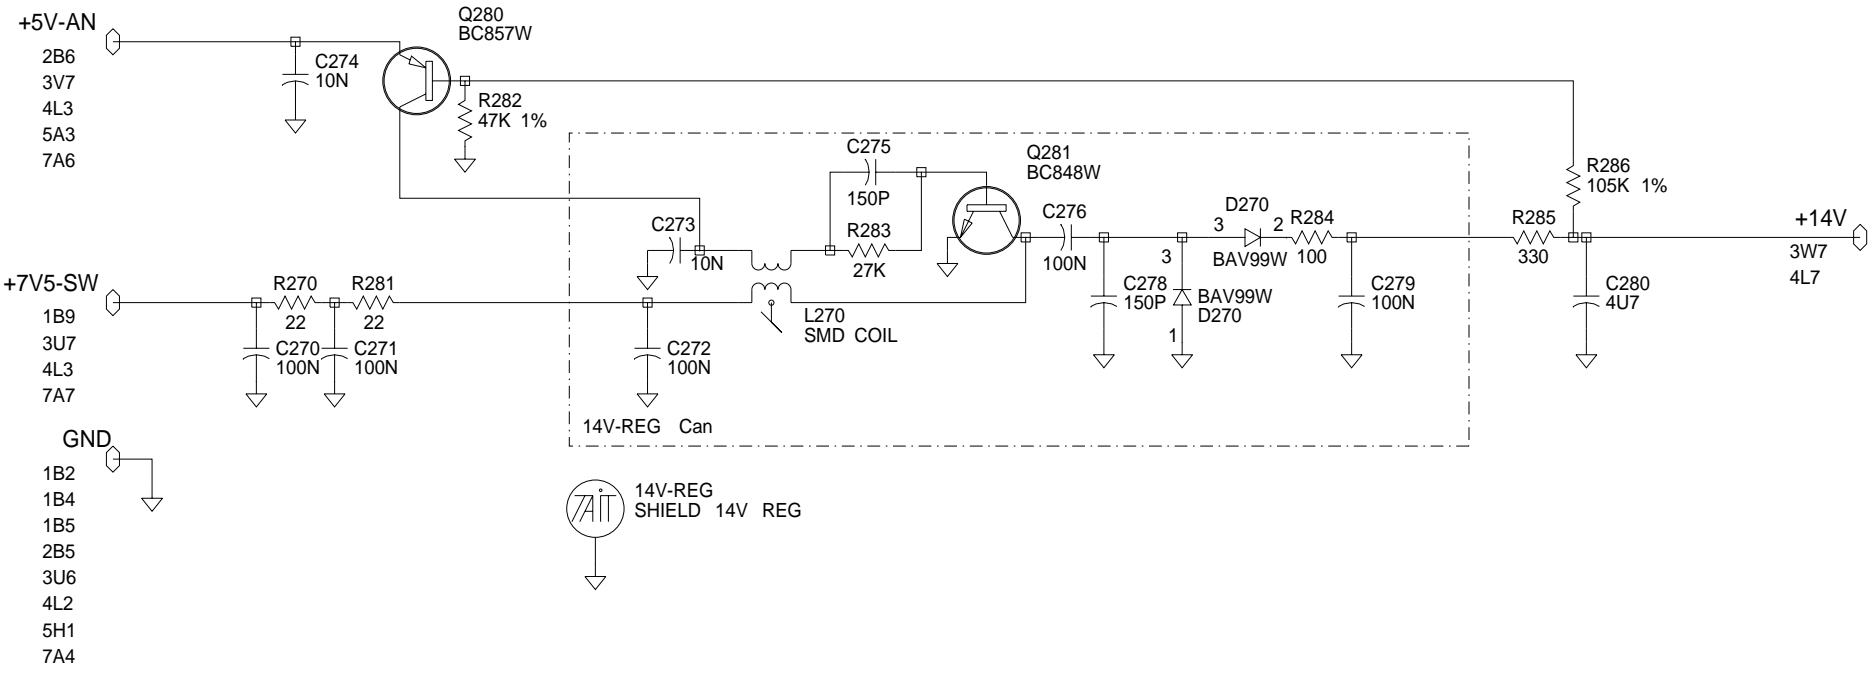 +5V-AN
2B6
3V7
4L3
5A3
7A6
Q280
BC857W
C274
10N
R282
47K 1%
C275
150P
Q281
BC848W
R286
105K 1%
C273
10N
R283
27K
C276
100N
3
D270
2
BAV99W
R284
100
R285
330
+14V
3W7
4L7
+7V5-SW
1B9
3U7
4L3
7A7
R270
22
R281
22
C270
100N
C271
100N
C272
100N
L270
SMD COIL
C278
150P
3
BAV99W
D270
1
C279
100N
C280
4U7
14V-REG Can
GND
1B2
1B4
1B5
2B5
3U6
4L2
5H1
7A4
TAIT
14V-REG
SHIELD 14V REG